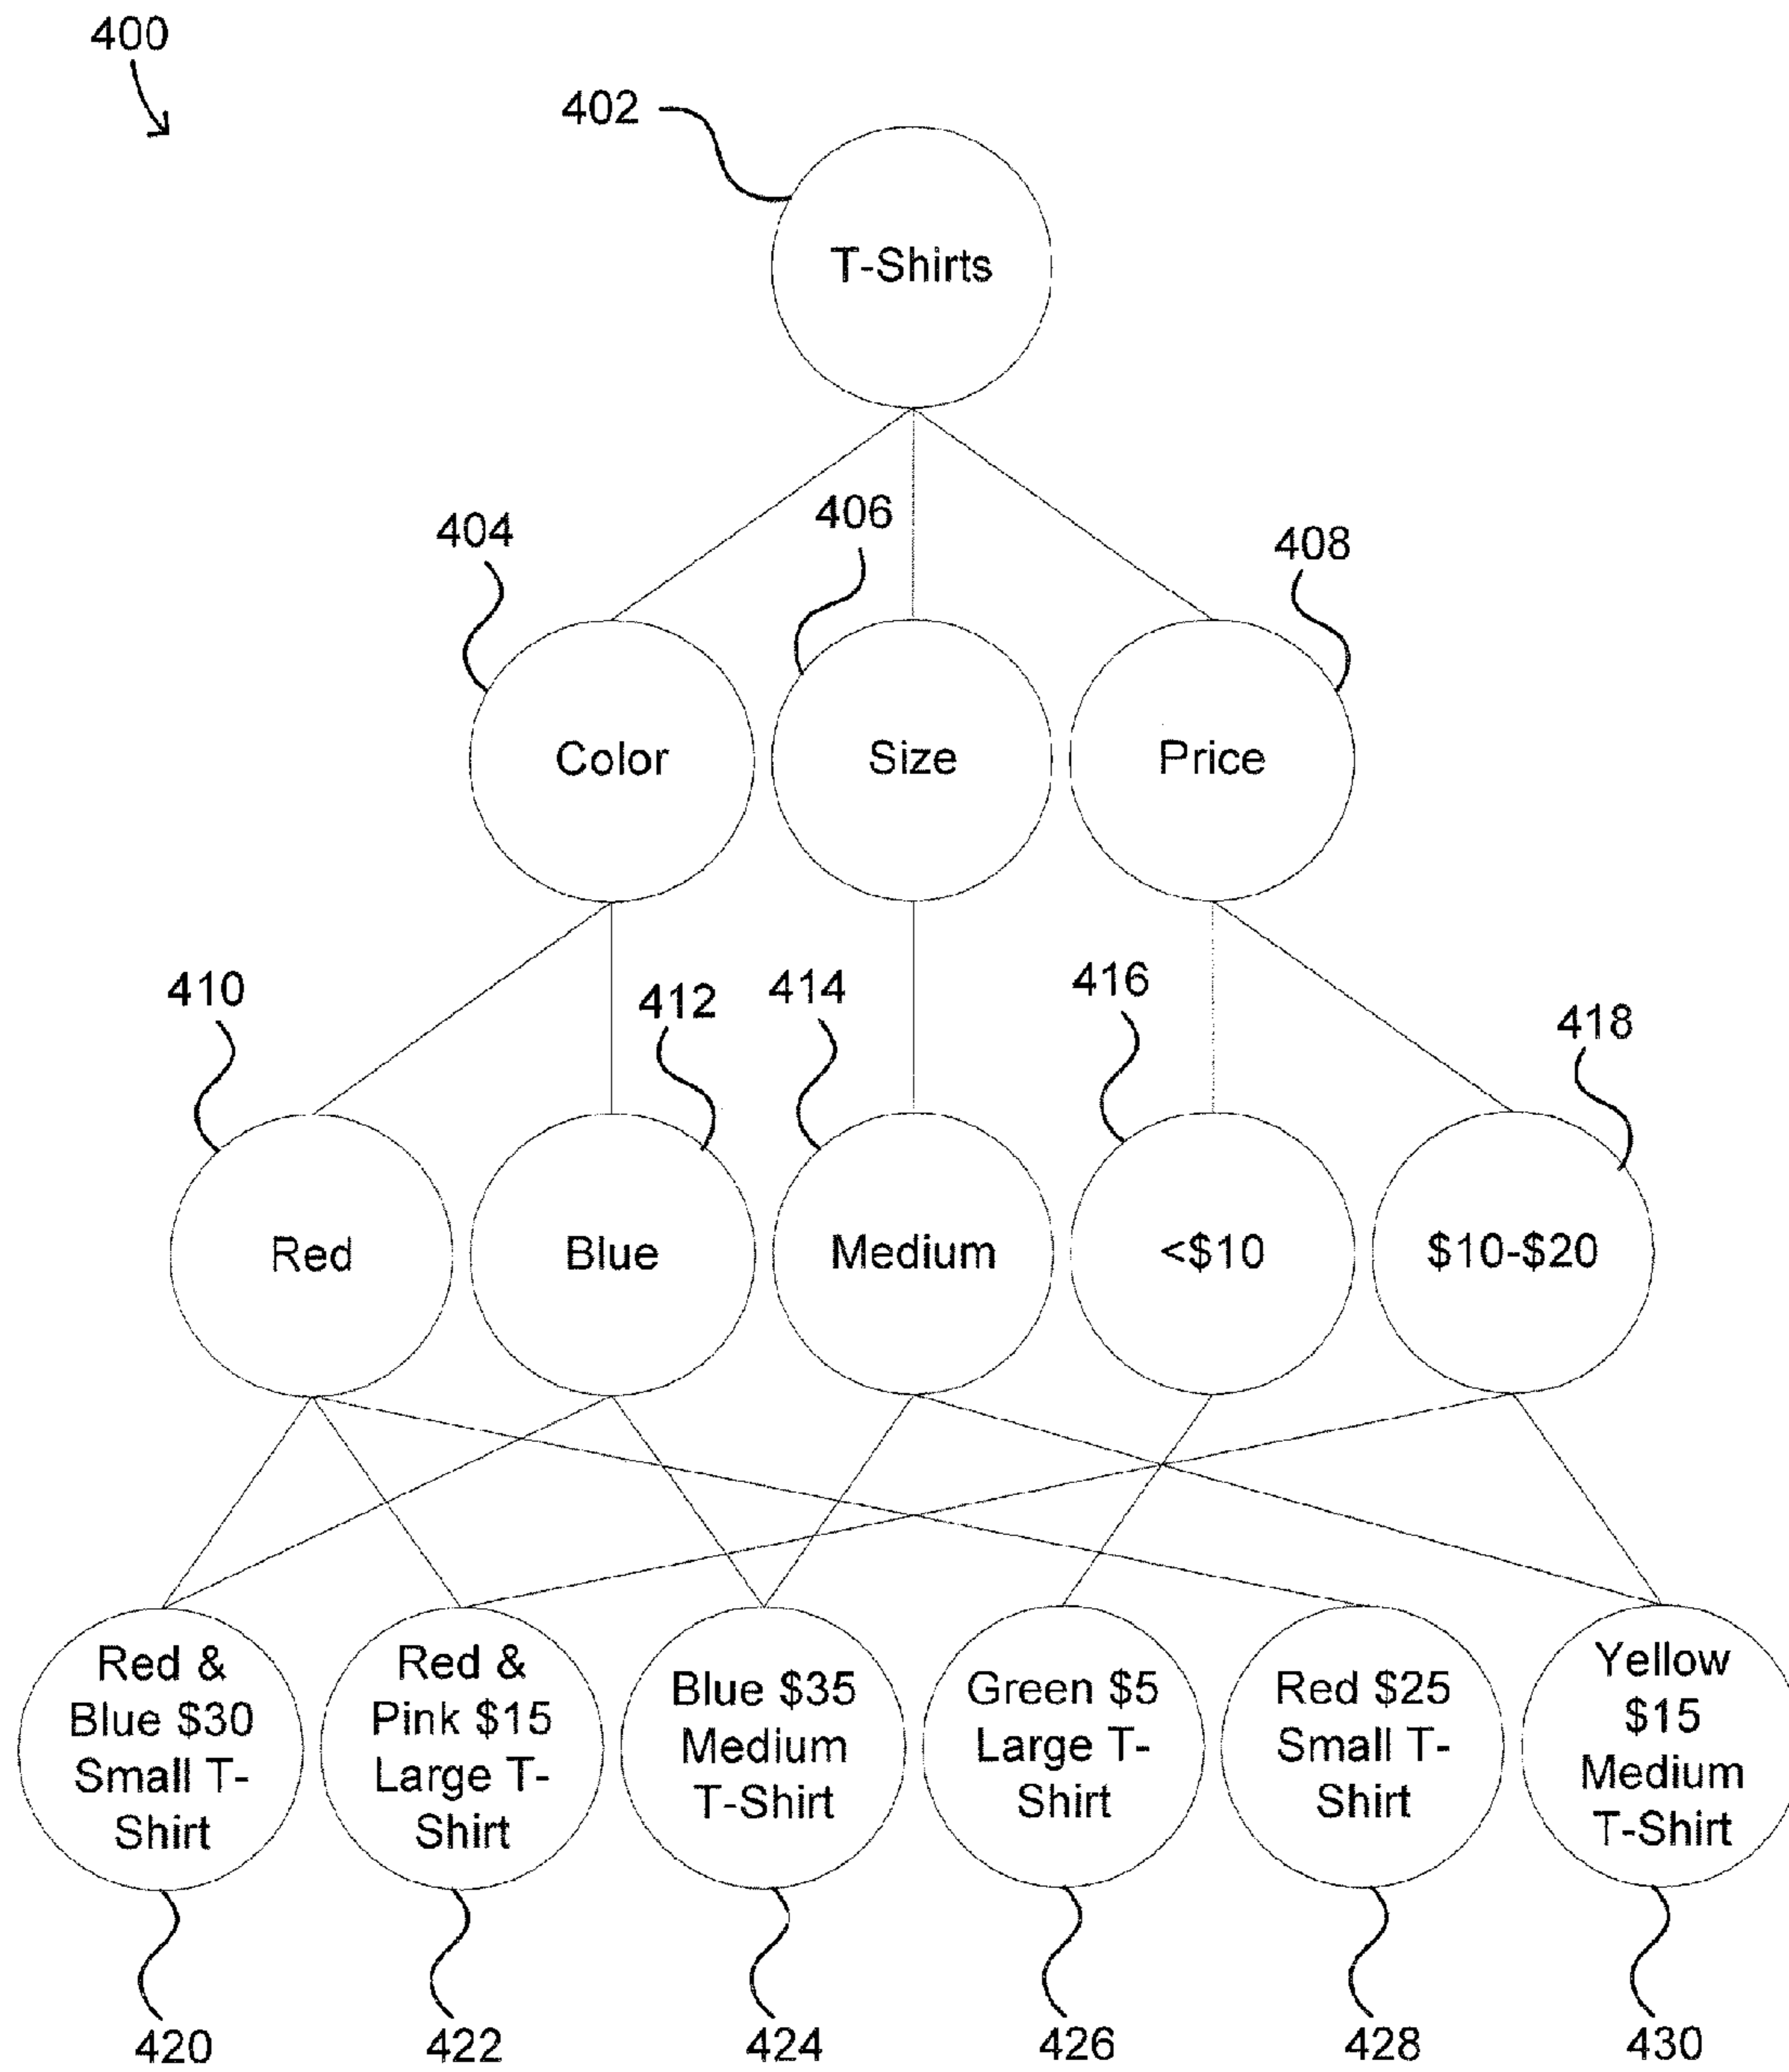 400
402
T-Shirts
404
406
408
Color
Size
Price
410
412
414
416
418
Red
Blue
Medium
<$10
$10-$20
Red &
Blue $30
Small T-
Shirt
Red &
Pink $15
Large T-
Shirt
Blue $35
Medium
T-Shirt
Green $5
Large T-
Shirt
Red $25
Small T-
Shirt
Yellow
$15
Medium
T-Shirt
420
422
424
426
428
430